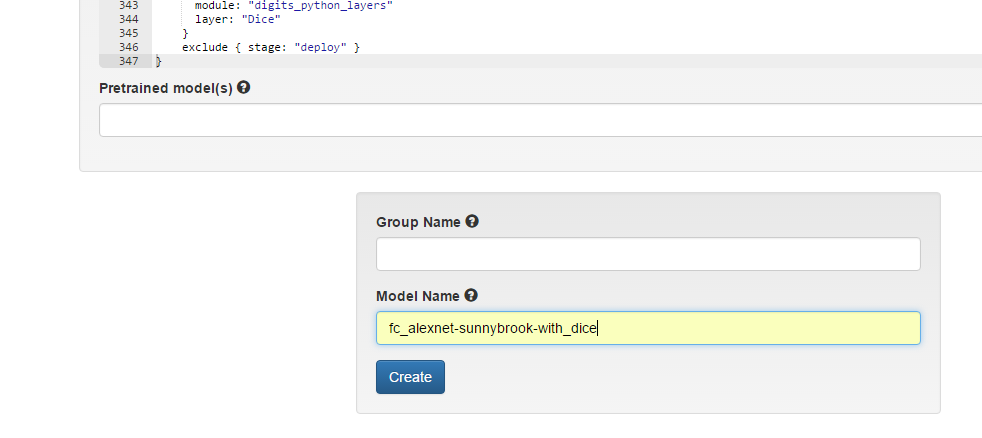 343 module: "digits_python_layers"
344 layer: "Dice"
345 }
346 exclude { stage: "deploy" }
347 }
Pretrained model(s) ?
Group Name ?
Model Name ?
fc_alexnet-sunnybrook-with_dice
Create